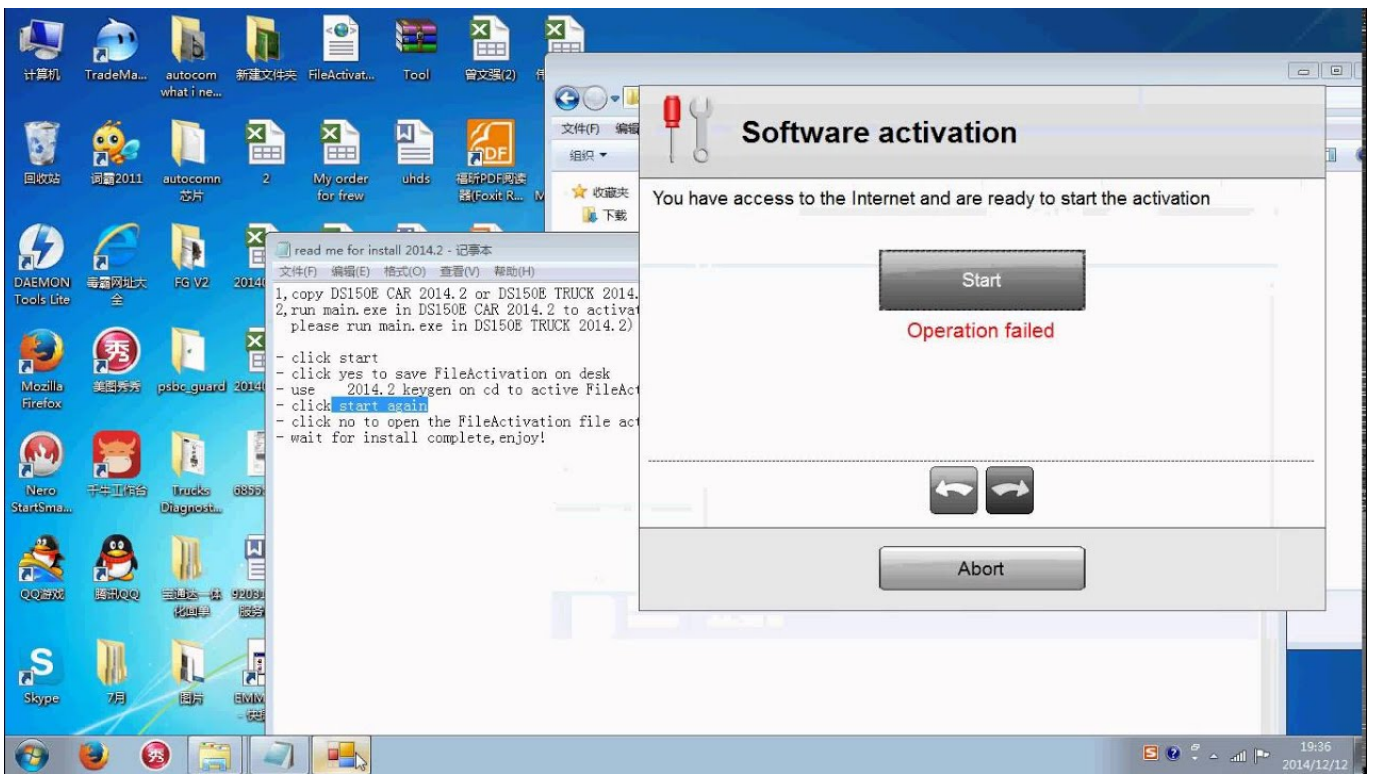 计算机
TradeMa...
autocom
what i ne...
新建文件夹
FileActivat...
Tool
曾文强(2)
回收站
词霸2011
autocomn
芯片
2
My order
for frew
uhds
福昕PDF阅读
器(Foxit R...
DAEMON
Tools Lite
毒霸网址大
全
FG V2
Mozilla
Firefox
美图秀秀
psbc_guard
Nero
StartSma...
千牛工作台
Trucks
Diagnost...
QQ游戏
腾讯QQ
Skype
7月
图片
文件(F)
组织
收藏夹
下载
read me for install 2014.2 - 记事本
文件(F) 编辑(E) 格式(O) 查看(V) 帮助(H)
1,copy DS150E CAR 2014.2 or DS150E TRUCK 2014.
2,run main.exe in DS150E CAR 2014.2 to activat
please run main.exe in DS150E TRUCK 2014.2)
- click start
- click yes to save FileActivation on desk
- use 2014.2 keygen on cd to active FileAct
- click start again
- click no to open the FileActivation file act
- wait for install complete,enjoy!
Software activation
You have access to the Internet and are ready to start the activation
Start
Operation failed
Abort
19:36
2014/12/12